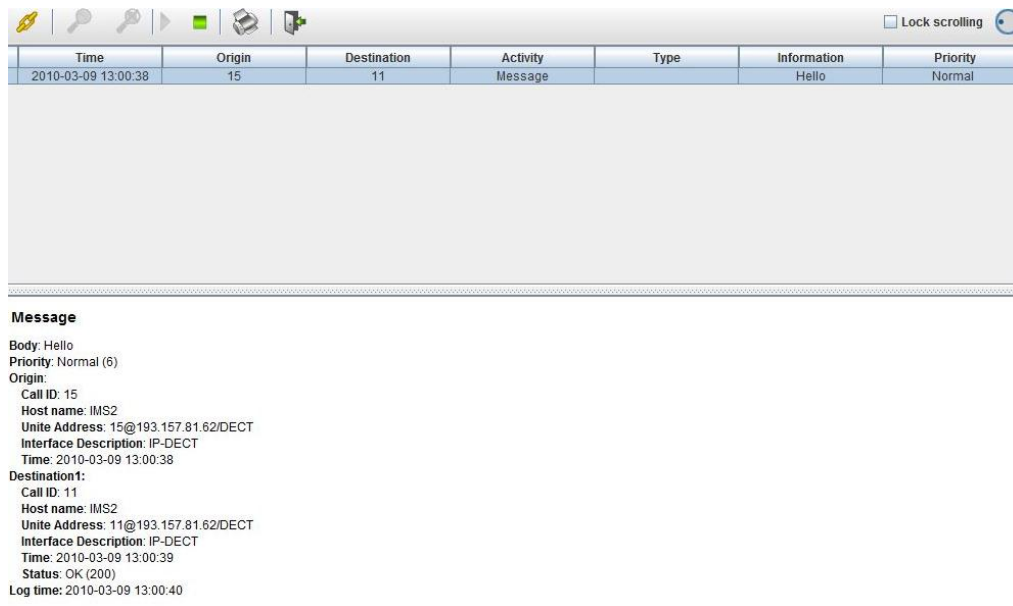 Lock scrolling
Time Origin Destination Activity Type Information Priority
2010-03-09 13:00:38 15 11 Message Hello Normal
Message
Body: Hello
Priority: Normal (6)
Origin:
Call ID: 15
Host name: IMS2
Unite Address: 15@193.157.81.62/DECT
Interface Description: IP-DECT
Time: 2010-03-09 13:00:38
Destination1:
Call ID: 11
Host name: IMS2
Unite Address: 11@193.157.81.62/DECT
Interface Description: IP-DECT
Time: 2010-03-09 13:00:39
Status: OK (200)
Log time: 2010-03-09 13:00:40